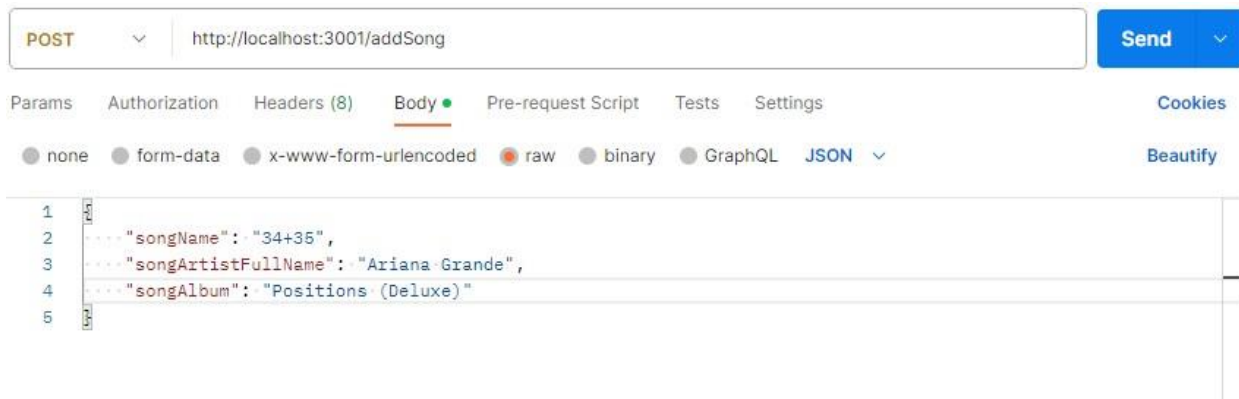 POST http://localhost:3001/addSong Send
Params Authorization Headers (8) Body Pre-request Script Tests Settings Cookies
none form-data x-www-form-urlencoded raw binary GraphQL JSON Beautify
1 {
2 "songName": "34+35",
3 "songArtistFullName": "Ariana Grande",
4 "songAlbum": "Positions (Deluxe)"
5 }